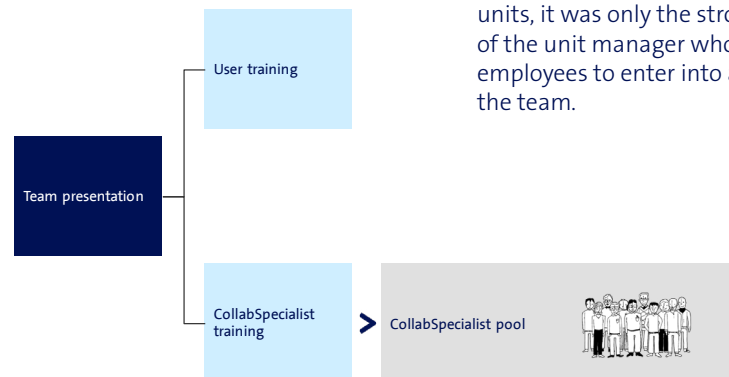 units, it was only the
of the unit manager
employees to enter into
the team.
User training
Team presentation
CollabSpecialist
training
>
CollabSpecialist pool